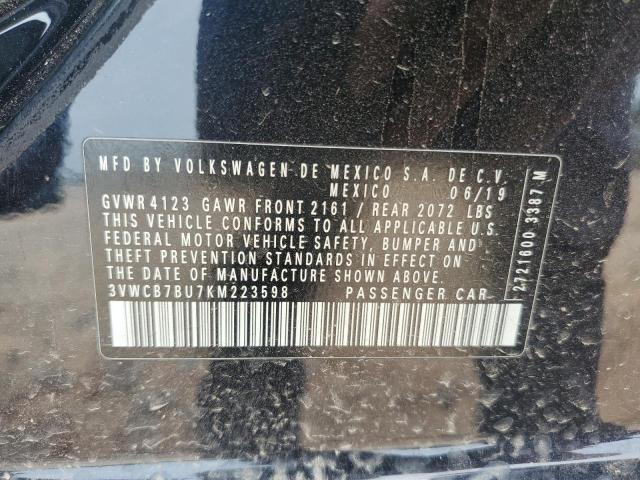 MFD BY VOLKSWAGEN DE MEXICO S.A. DE C.V.
MEXICO 06/19
GVWR 4123 GAWR FRONT 2161 / REAR 2072 LBS
THIS VEHICLE CONFORMS TO ALL APPLICABLE U.S.
FEDERAL MOTOR VEHICLE SAFETY, BUMPER AND
THEFT PREVENTION STANDARDS IN EFFECT ON
THE DATE OF MANUFACTURE SHOWN ABOVE.
3VWCB7BU7KM223598 PASSENGER CAR
2721600 3387 M